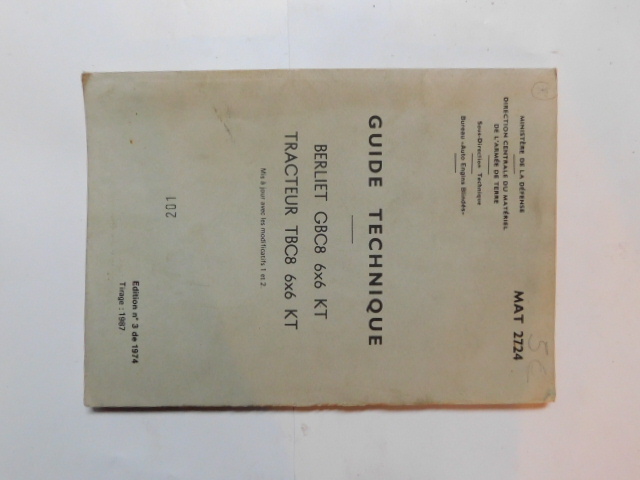 MINISTÈRE DE LA DÉFENSE
DIRECTION CENTRALE DU MATÉRIEL
DE L'ARMÉE DE TERRE
Sous-Direction Technique
Bureau «Auto Engins Blindés»
MAT 2724
GUIDE TECHNIQUE
BERLIET GBC8 6x6 KT
TRACTEUR TBC8 6x6 KT
Mis à jour avec les modificatifs 1 et 2.
201
Edition n° 3 de 1974
Tirage : 1987